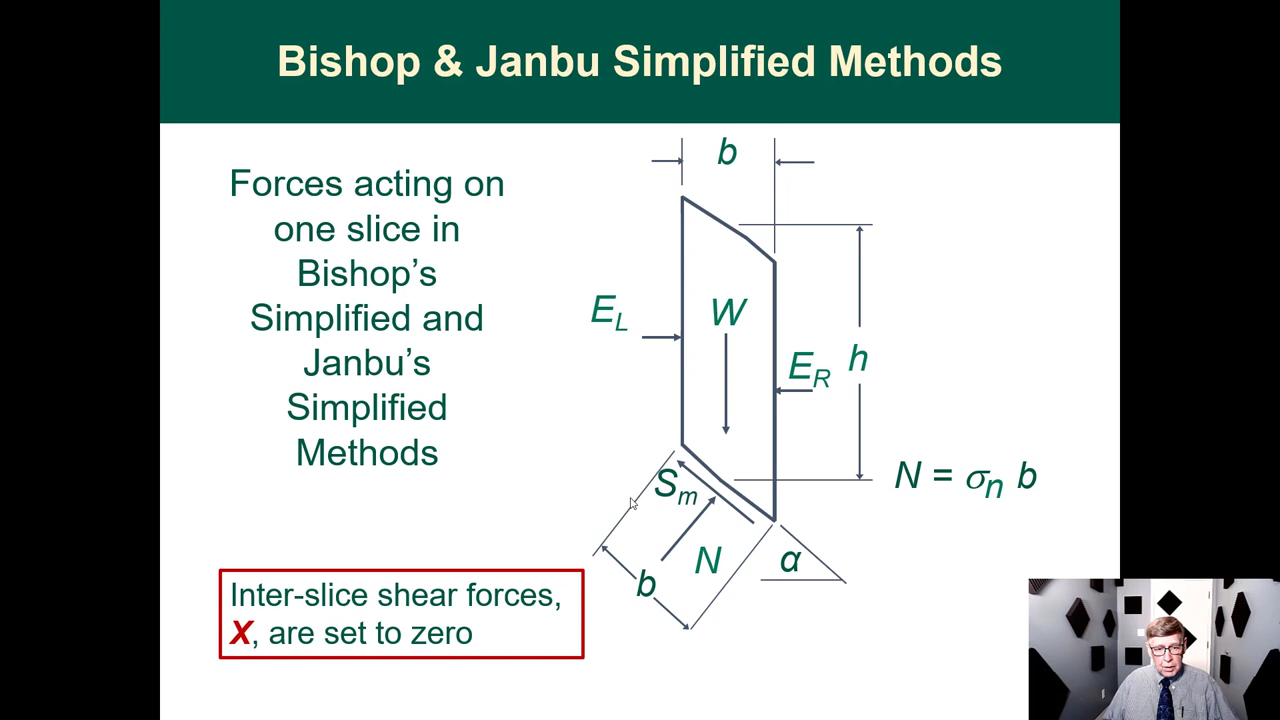 Bishop & Janbu Simplified Methods
Forces acting on
one slice in
Bishop's
Simplified and
Janbu's
Simplified
Methods
b
E_L
W
E_R
h
S_m
N = σ_n b
N
α
b
Inter-slice shear forces,
X, are set to zero